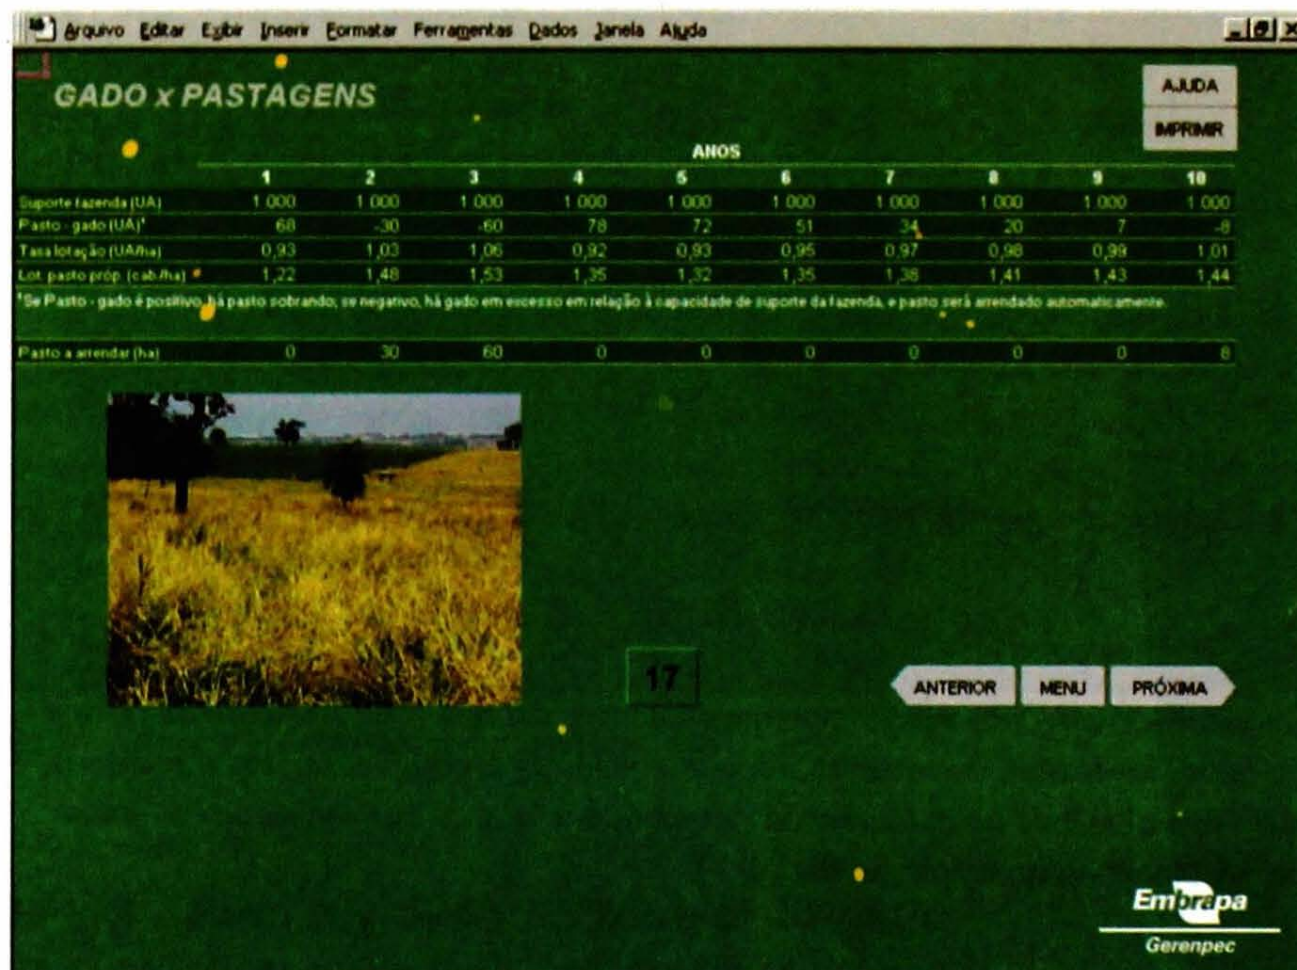 Arquivo Editar Exibir Inserir Formatar Ferramentas Dados Janela Ajuda
GADO x PASTAGENS
AJUDA
IMPRIMIR
ANOS
1 2 3 4 5 6 7 8 9 10
Suporte fazenda (UA) 1.000 1.000 1.000 1.000 1.000 1.000 1.000 1.000 1.000 1.000
Pasto - gado (UA)¹ 68 -30 -60 78 72 51 34 20 7 -8
Taxa lotação (UA/ha) 0,93 1,03 1,06 0,92 0,93 0,95 0,97 0,98 0,99 1,01
Lot. pasto próp. (cab./ha) 1,22 1,48 1,53 1,35 1,32 1,35 1,38 1,41 1,43 1,44
¹Se Pasto - gado é positivo, há pasto sobrando; se negativo, há gado em excesso em relação à capacidade de suporte da fazenda, e pasto será arrendado automaticamente.
Pasto a arrendar (ha) 0 30 60 0 0 0 0 0 0 8
17
ANTERIOR MENU PRÓXIMA
Embrapa
Gerenpec